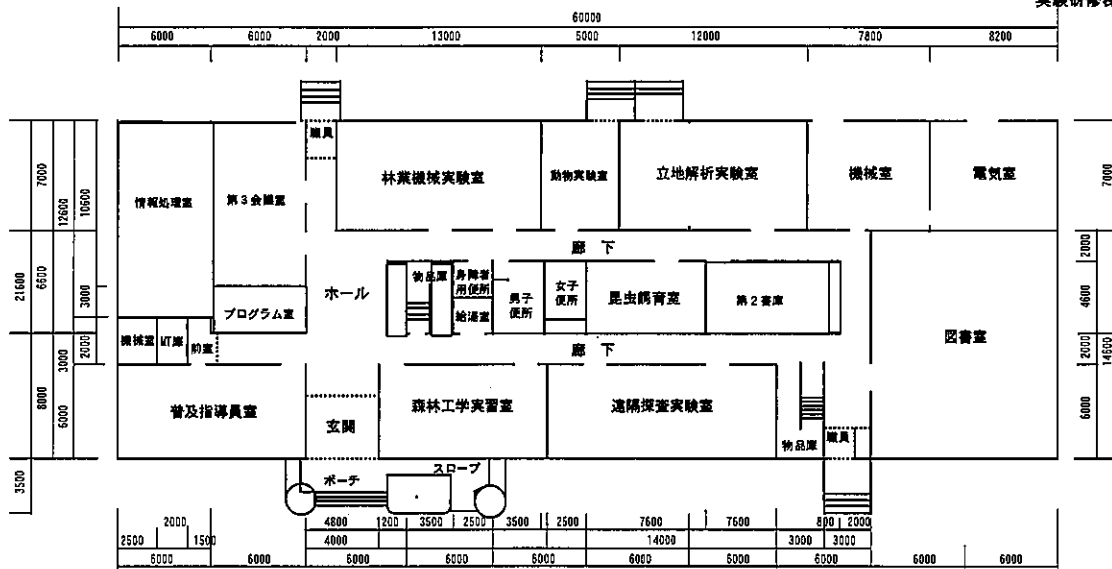 実験研修棟
60000
6000 6000 2000 13000 5000 12000 7800 8200
職員
林業機械実験室
動物実験室
立地解析実験室
機械室
電気室
情報処理室
第3会議室
7000
12600
10600
7000
廊 下
ホール
物品庫
身障者
用便所
給湯室
男子
便所
女子
便所
昆虫飼育室
第2書庫
図書室
21600
6600
3000
2000
4600
プログラム室
機械室
MT庫
前室
廊 下
2000
3000
2000
14600
普及指導員室
玄関
森林工学実習室
遠隔探査実験室
物品庫
職員
8000
6000
6000
3500
ポーチ
スロープ
2000 4800 1200 3500 2500 3500 2500 7600 7600 800 2000
2500 1500 4000 14000 3000 3000
6000 6000 6000 6000 6000 6000 6000 6000 6000 6000